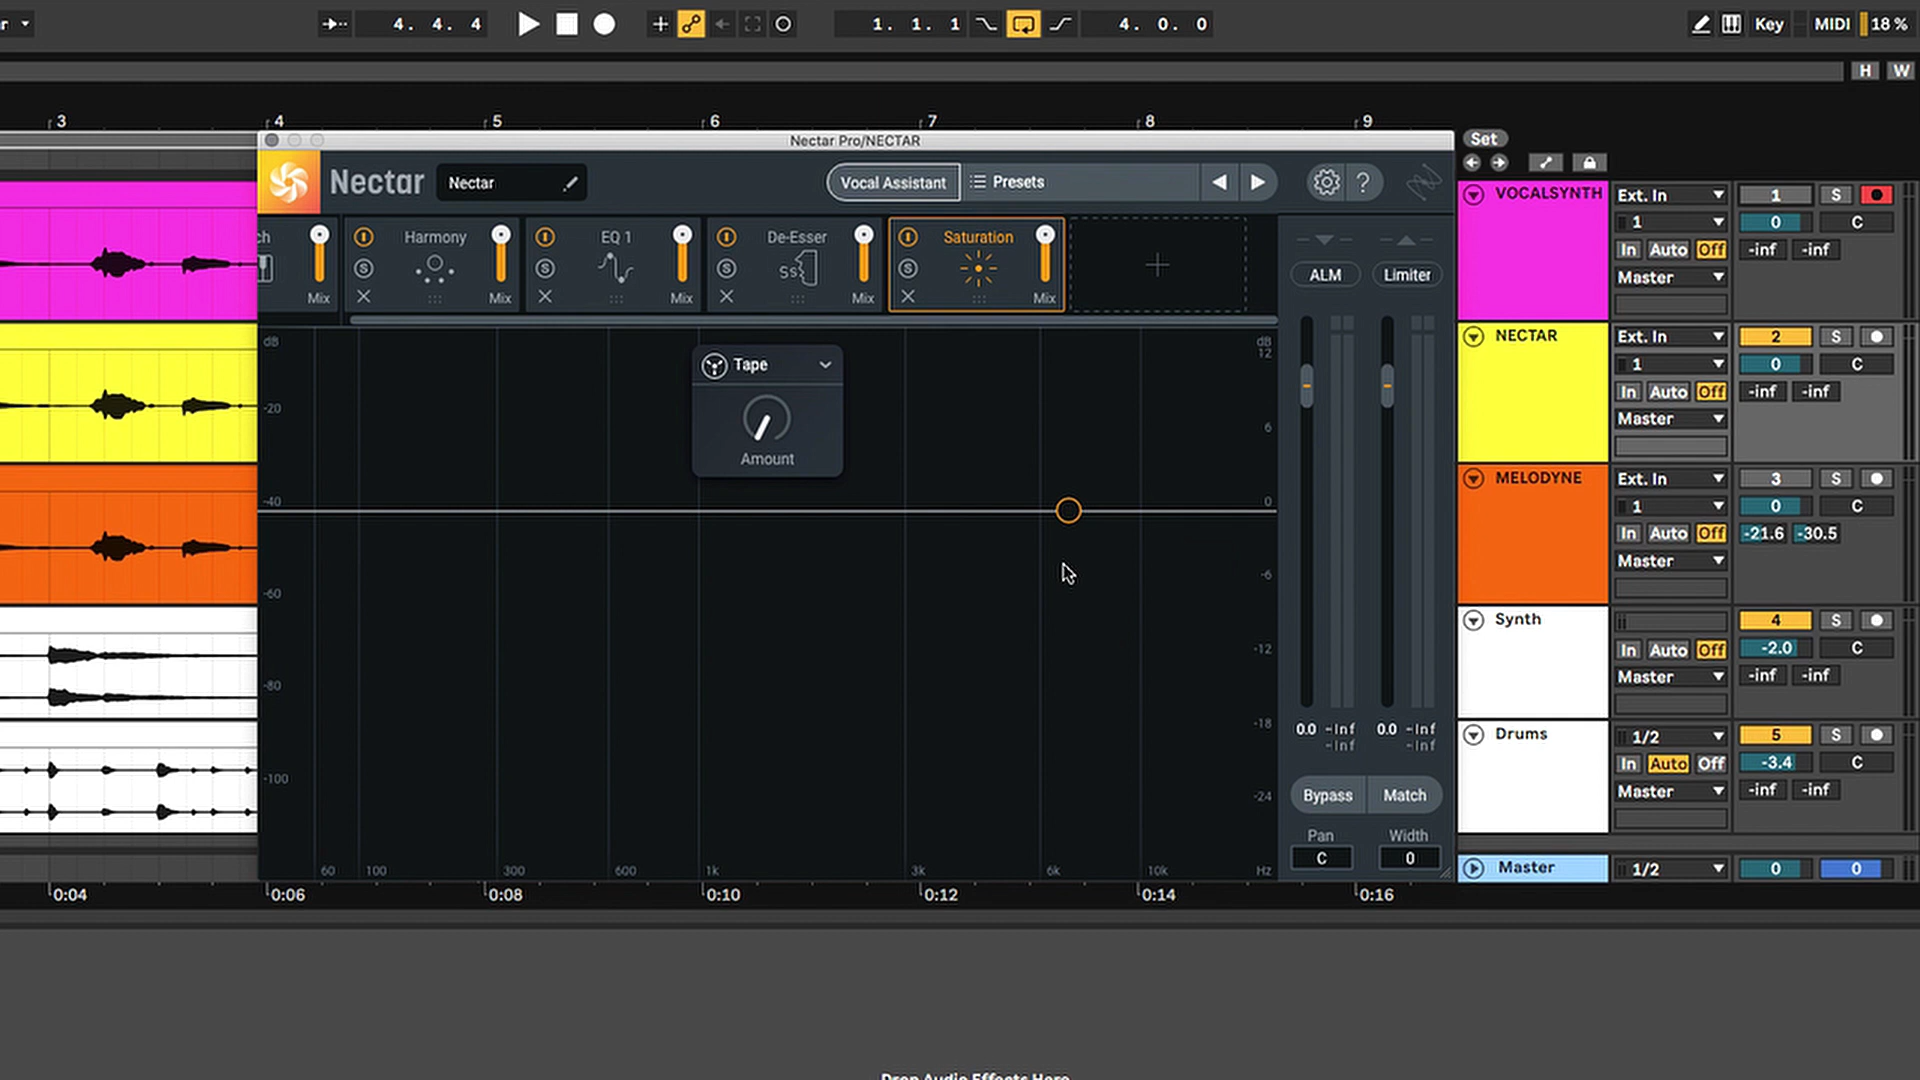 4. 4. 4
1. 1. 1
4. 0. 0
Key
MIDI
18 %
H W
3 4 5 6 7 8 9
Nectar Pro/NECTAR
Set
Nectar
Nectar
Vocal Assistant
Presets
?
ch Mix
Harmony S Mix
EQ 1 S Mix
De-Esser S Ss Mix
Saturation S Mix
ALM
Limiter
dB
-20
-40
-60
-80
-100
Tape
Amount
dB
12
6
0
-6
-12
-18
-24
60 100 300 600 1k 3k 6k 10k Hz
0.0 -Inf 0.0 -Inf
-Inf -Inf
Bypass Match
Pan Width
C 0
VOCALSYNTH Ext. In 1 S
1 0 C
In Auto Off -inf -inf
Master
NECTAR Ext. In 2 S
1 0 C
In Auto Off -inf -inf
Master
MELODYNE Ext. In 3 S
1 0 C
In Auto Off -21.6 -30.5
Master
Synth 4 S
In Auto Off -2.0 C
Master -inf -inf
Drums 1/2 5 S
In Auto Off -3.4 C
Master -inf -inf
Master 1/2 0 0
0:04 0:06 0:08 0:10 0:12 0:14 0:16
Drop Audio Effects Here